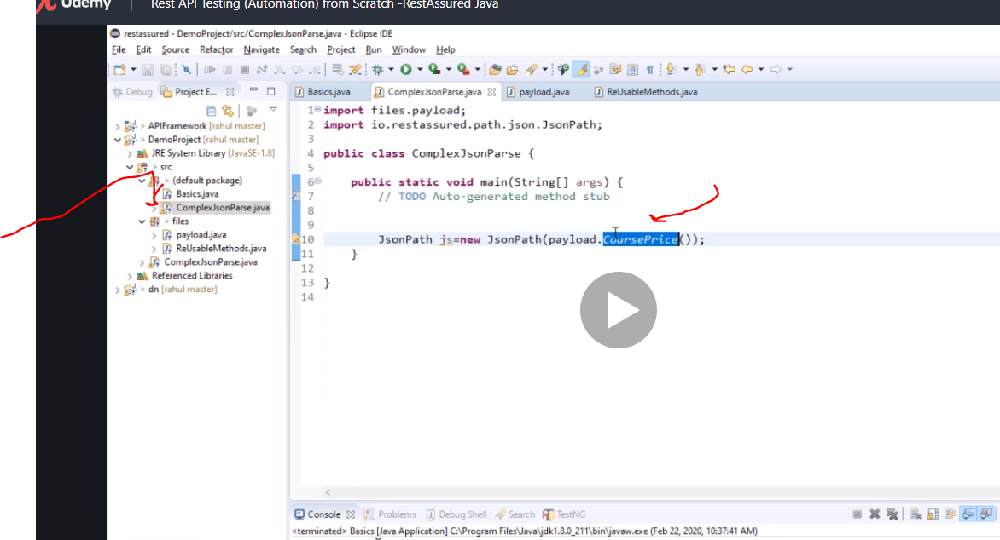 Udemy Rest API Testing (Automation) from Scratch -RestAssured Java
restassured - DemoProject/src/ComplexJsonParse.java - Eclipse IDE
File Edit Source Refactor Navigate Search Project Run Window Help
Debug Project E... Basics.java ComplexJsonParse.java payload.java ReUsableMethods.java
> APIFramework [rahul master]
> DemoProject [rahul master]
JRE System Library [JavaSE-1.8]
> src
> (default package)
Basics.java
ComplexJsonParse.java
> files
payload.java
ReUsableMethods.java
ComplexJsonParse.java
Referenced Libraries
> dn [rahul master]
1 import files.payload;
2 import io.restassured.path.json.JsonPath;
3
4 public class ComplexJsonParse {
5
6 public static void main(String[] args) {
7 // TODO Auto-generated method stub
8
9
10 JsonPath js=new JsonPath(payload.CoursePrice());
11 }
12
13 }
14
Console Problems Debug Shell Search TestNG
<terminated> Basics [Java Application] C:\Program Files\Java\jdk1.8.0_211\bin\javaw.exe (Feb 22, 2020, 10:37:41 AM)